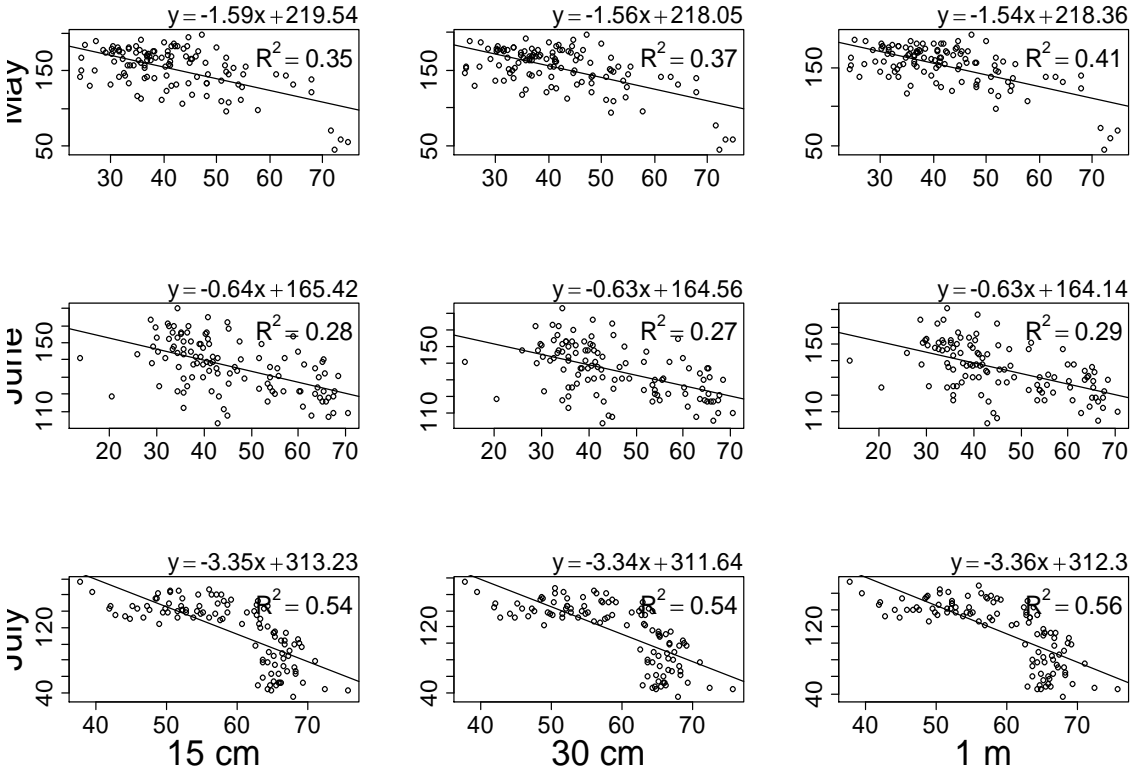 y=-1.59x+219.54 y=-1.56x+218.05 y=-1.54x+218.36
R² = 0.35 R² = 0.37 R² = 0.41
May
150 150 150
50 50 50
30 40 50 60 70 30 40 50 60 70 30 40 50 60 70
y=-0.64x+165.42 y=-0.63x+164.56 y=-0.63x+164.14
R² = 0.28 R² = 0.27 R² = 0.29
June
150 150 150
110 110 110
20 30 40 50 60 70 20 30 40 50 60 70 20 30 40 50 60 70
y=-3.35x+313.23 y=-3.34x+311.64 y=-3.36x+312.3
R² = 0.54 R² = 0.54 R² = 0.56
July
120 120 120
40 40 40
40 50 60 70 40 50 60 70 40 50 60 70
15 cm 30 cm 1 m